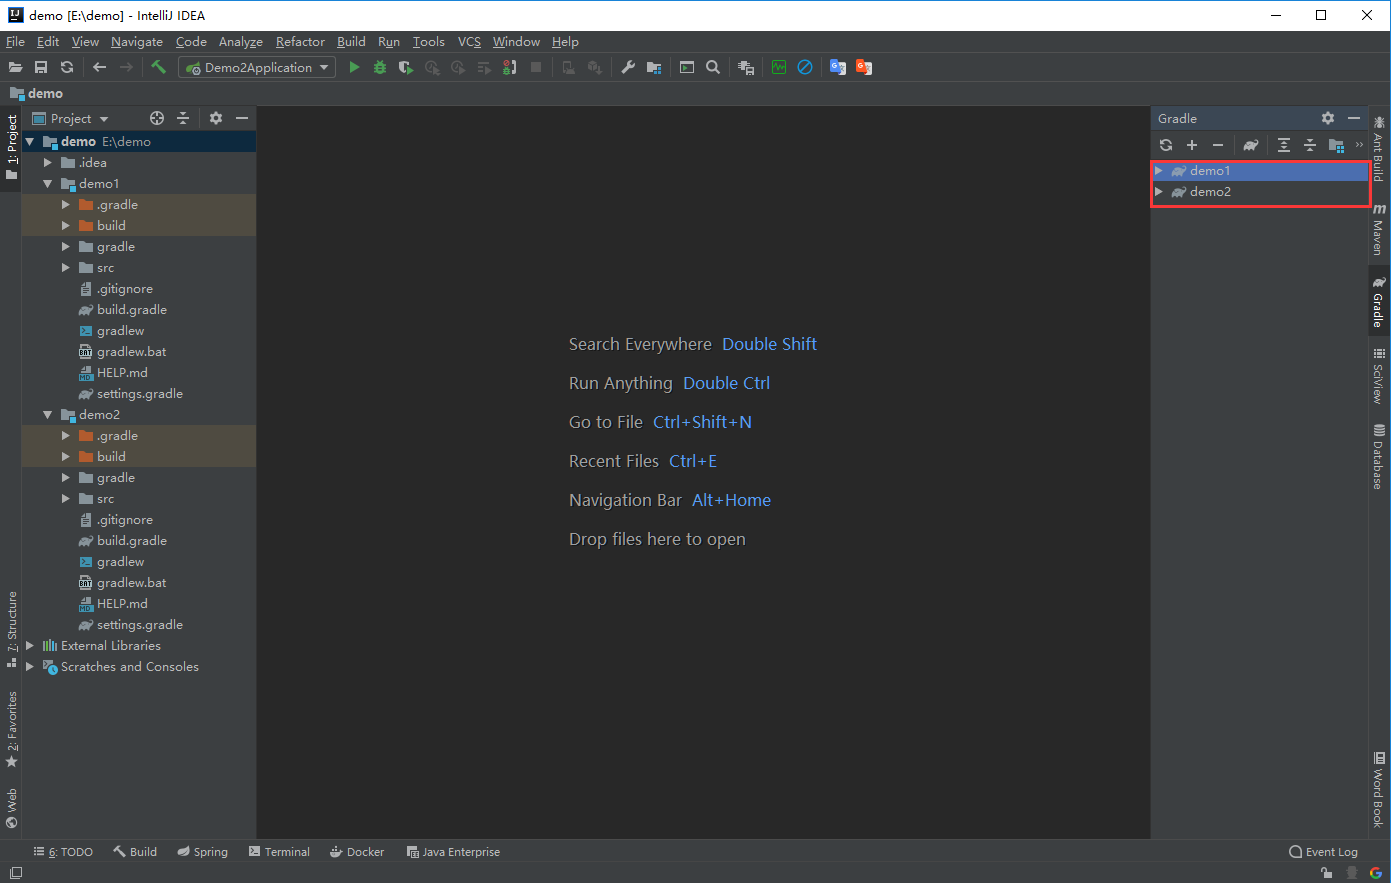 demo [E:\demo] - IntelliJ IDEA
File Edit View Navigate Code Analyze Refactor Build Run Tools VCS Window Help
Demo2Application
demo
Project
demo E:\demo
.idea
demo1
.gradle
build
gradle
src
.gitignore
build.gradle
gradlew
gradlew.bat
HELP.md
settings.gradle
demo2
.gradle
build
gradle
src
.gitignore
build.gradle
gradlew
gradlew.bat
HELP.md
settings.gradle
External Libraries
Scratches and Consoles
1: Project
7: Structure
2: Favorites
Web
Search Everywhere Double Shift
Run Anything Double Ctrl
Go to File Ctrl+Shift+N
Recent Files Ctrl+E
Navigation Bar Alt+Home
Drop files here to open
Gradle
demo1
demo2
Ant Build
Maven
Gradle
SciView
Database
Word Book
6: TODO Build Spring Terminal Docker Java Enterprise Event Log